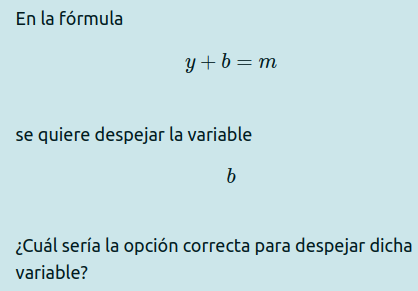 En la fórmula
y + b = m
se quiere despejar la variable
b
¿Cuál sería la opción correcta para despejar dicha
variable?